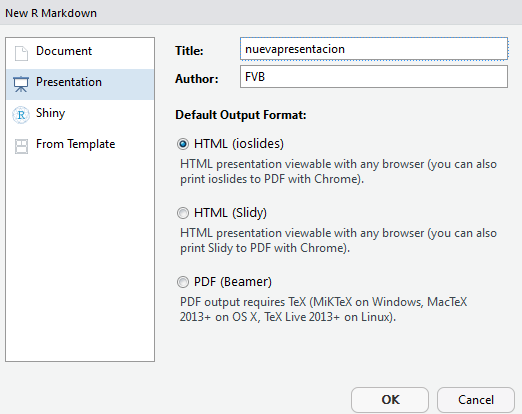 New R Markdown
Document
Presentation
R Shiny
From Template
Title: nuevapresentacion
Author: FVB
Default Output Format:
HTML (ioslides)
HTML presentation viewable with any browser (you can also
print ioslides to PDF with Chrome).
HTML (Slidy)
HTML presentation viewable with any browser (you can also
print Slidy to PDF with Chrome).
PDF (Beamer)
PDF output requires TeX (MiKTeX on Windows, MacTeX
2013+ on OS X, TeX Live 2013+ on Linux).
OK Cancel